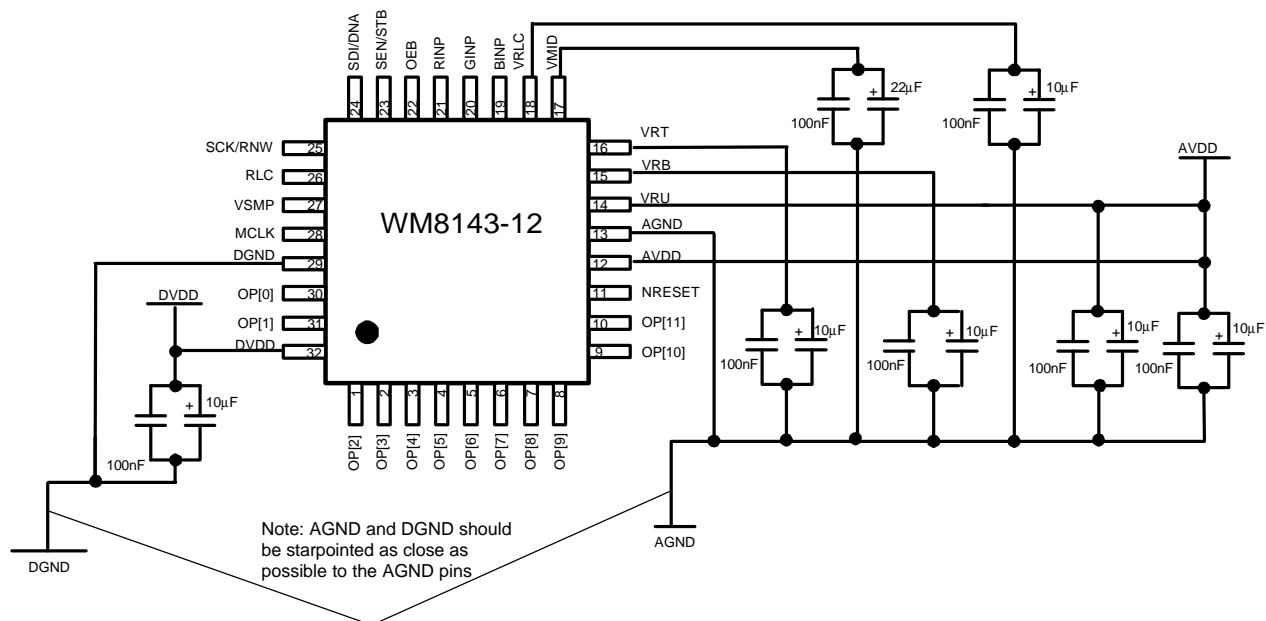 SDI/DNA
SEN/STB
OEB
RINP
GINP
BINP
VRLC
VMID
24
23
22
21
20
19
18
17
22µF
+
100nF
10µF
+
100nF
SCK/RNW
25
RLC
26
VSMP
27
MCLK
28
DGND
29
OP[0]
30
OP[1]
31
DVDD
32
WM8143-12
VRT
16
VRB
15
VRU
14
AGND
13
AVDD
12
NRESET
11
OP[11]
10
OP[10]
9
AVDD
DVDD
10µF
+
100nF
10µF
+
100nF
10µF
+
100nF
10µF
+
100nF
10µF
+
100nF
1
2
3
4
5
6
7
8
OP[2]
OP[3]
OP[4]
OP[5]
OP[6]
OP[7]
OP[8]
OP[9]
Note: AGND and DGND should
be starpointed as close as
possible to the AGND pins
DGND
AGND